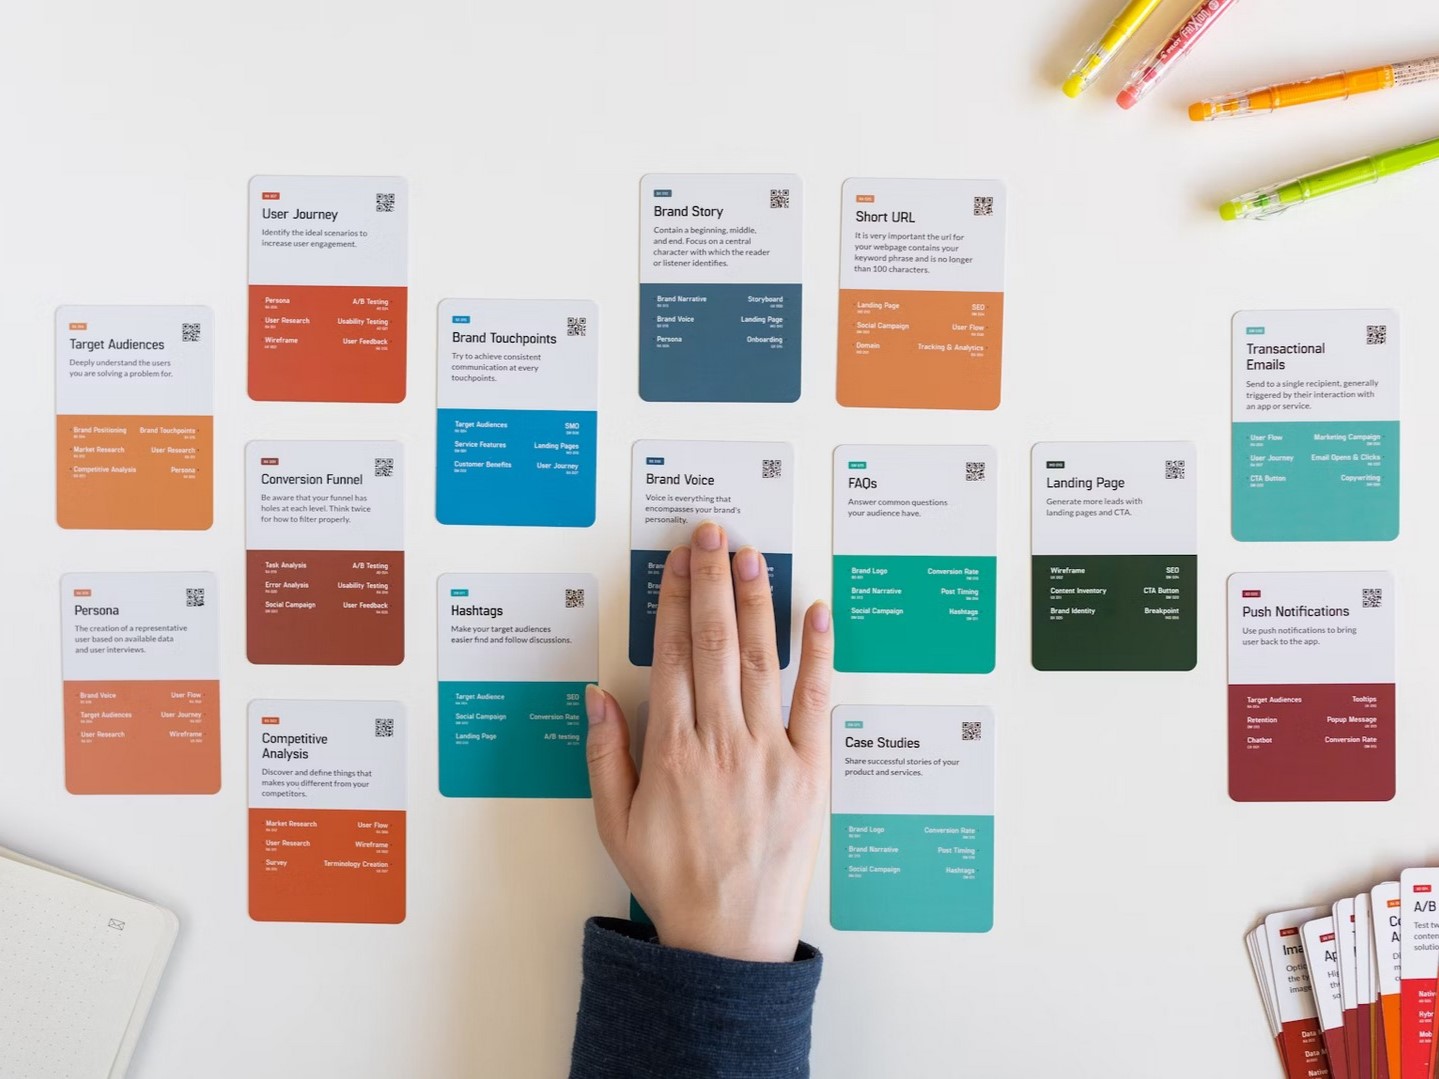 User Journey
Identify the ideal scenarios to
increase user engagement.
Persona
A/B Testing
User Research
Usability Testing
Wireframe
User Feedback
Brand Story
Contain a beginning, middle,
and end. Focus on a central
character with which the reader
or listener identifies.
Brand Narrative
Storyboard
Brand Voice
Landing Page
Persona
Onboarding
Short URL
It is very important the url for
your webpage contains your
keyword phrase and is no longer
than 100 characters.
Landing Page
SEO
Social Campaign
User Flow
Domain
Tracking & Analytics
Target Audiences
Deeply understand the users
you are solving a problem for.
Brand Positioning
Brand Touchpoints
Market Research
User Research
Competitive Analysis
Persona
Brand Touchpoints
Try to achieve consistent
communication at every
touchpoints.
Target Audiences
SMO
Service Features
Landing Pages
Customer Benefits
User Journey
Transactional
Emails
Send to a single recipient, generally
triggered by their interaction with
an app or service.
User Flow
Marketing Campaign
User Journey
Email Opens & Clicks
CTA Button
Copywriting
Conversion Funnel
Be aware that your funnel has
holes at each level. Think twice
for how to filter properly.
Task Analysis
A/B Testing
Error Analysis
Usability Testing
Social Campaign
User Feedback
Brand Voice
Voice is everything that
encompasses your brand's
personality.
FAQs
Answer common questions
your audience have.
Brand Logo
Conversion Rate
Brand Narrative
Post Timing
Social Campaign
Hashtags
Landing Page
Generate more leads with
landing pages and CTA.
Wireframe
SEO
Content Inventory
CTA Button
Brand Identity
Breakpoint
Persona
The creation of a representative
user based on available data
and user interviews.
Brand Voice
User Flow
Target Audiences
User Journey
User Research
Wireframe
Hashtags
Make your target audiences
easier find and follow discussions.
Target Audience
SEO
Social Campaign
Conversion Rate
Landing Page
A/B testing
Push Notifications
Use push notifications to bring
user back to the app.
Target Audiences
Tooltips
Retention
Popup Message
Chatbot
Conversion Rate
Competitive
Analysis
Discover and define things that
makes you different from your
competitors.
Market Research
User Flow
User Research
Wireframe
Survey
Terminology Creation
Case Studies
Share successful stories of your
product and services.
Brand Logo
Conversion Rate
Brand Narrative
Post Timing
Social Campaign
Hashtags
PILOT FRIXION
A/B
Test tw